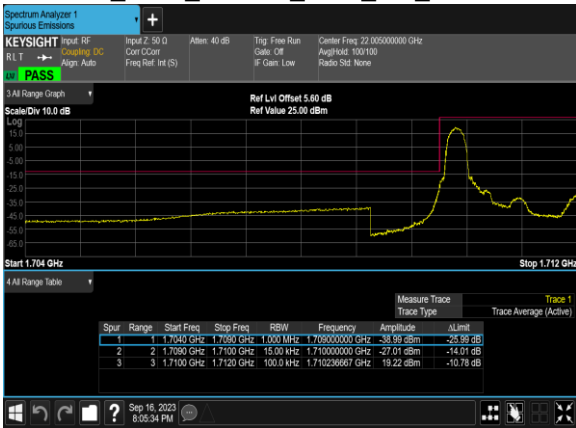 Spectrum Analyzer 1
Spurious Emissions
KEYSIGHT Input: RF Input Z: 50 Ω Atten: 40 dB Trig: Free Run Center Freq: 22.005000000 GHz
RLT Coupling: DC Corr CCorr Gate: Off Avg|Hold: 100/100
Align: Auto Freq Ref: Int (S) IF Gain: Low Radio Std: None
PASS
3 All Range Graph
Ref Lvl Offset 5.60 dB
Scale/Div 10.0 dB Ref Value 25.00 dBm
Log
15.0
5.00
-5.00
-15.0
-25.0
-35.0
-45.0
-55.0
-65.0
Start 1.704 GHz Stop 1.712 GHz
4 All Range Table
Measure Trace Trace 1
Trace Type Trace Average (Active)
Spur Range Start Freq Stop Freq RBW Frequency Amplitude ΔLimit
1 1 1.7040 GHz 1.7090 GHz 1.000 MHz 1.709000000 GHz -38.99 dBm -25.99 dB
2 2 1.7090 GHz 1.7100 GHz 15.00 kHz 1.710000000 GHz -27.01 dBm -14.01 dB
3 3 1.7100 GHz 1.7120 GHz 100.0 kHz 1.710236667 GHz 19.22 dBm -10.78 dB
Sep 16, 2023
8:05:34 PM